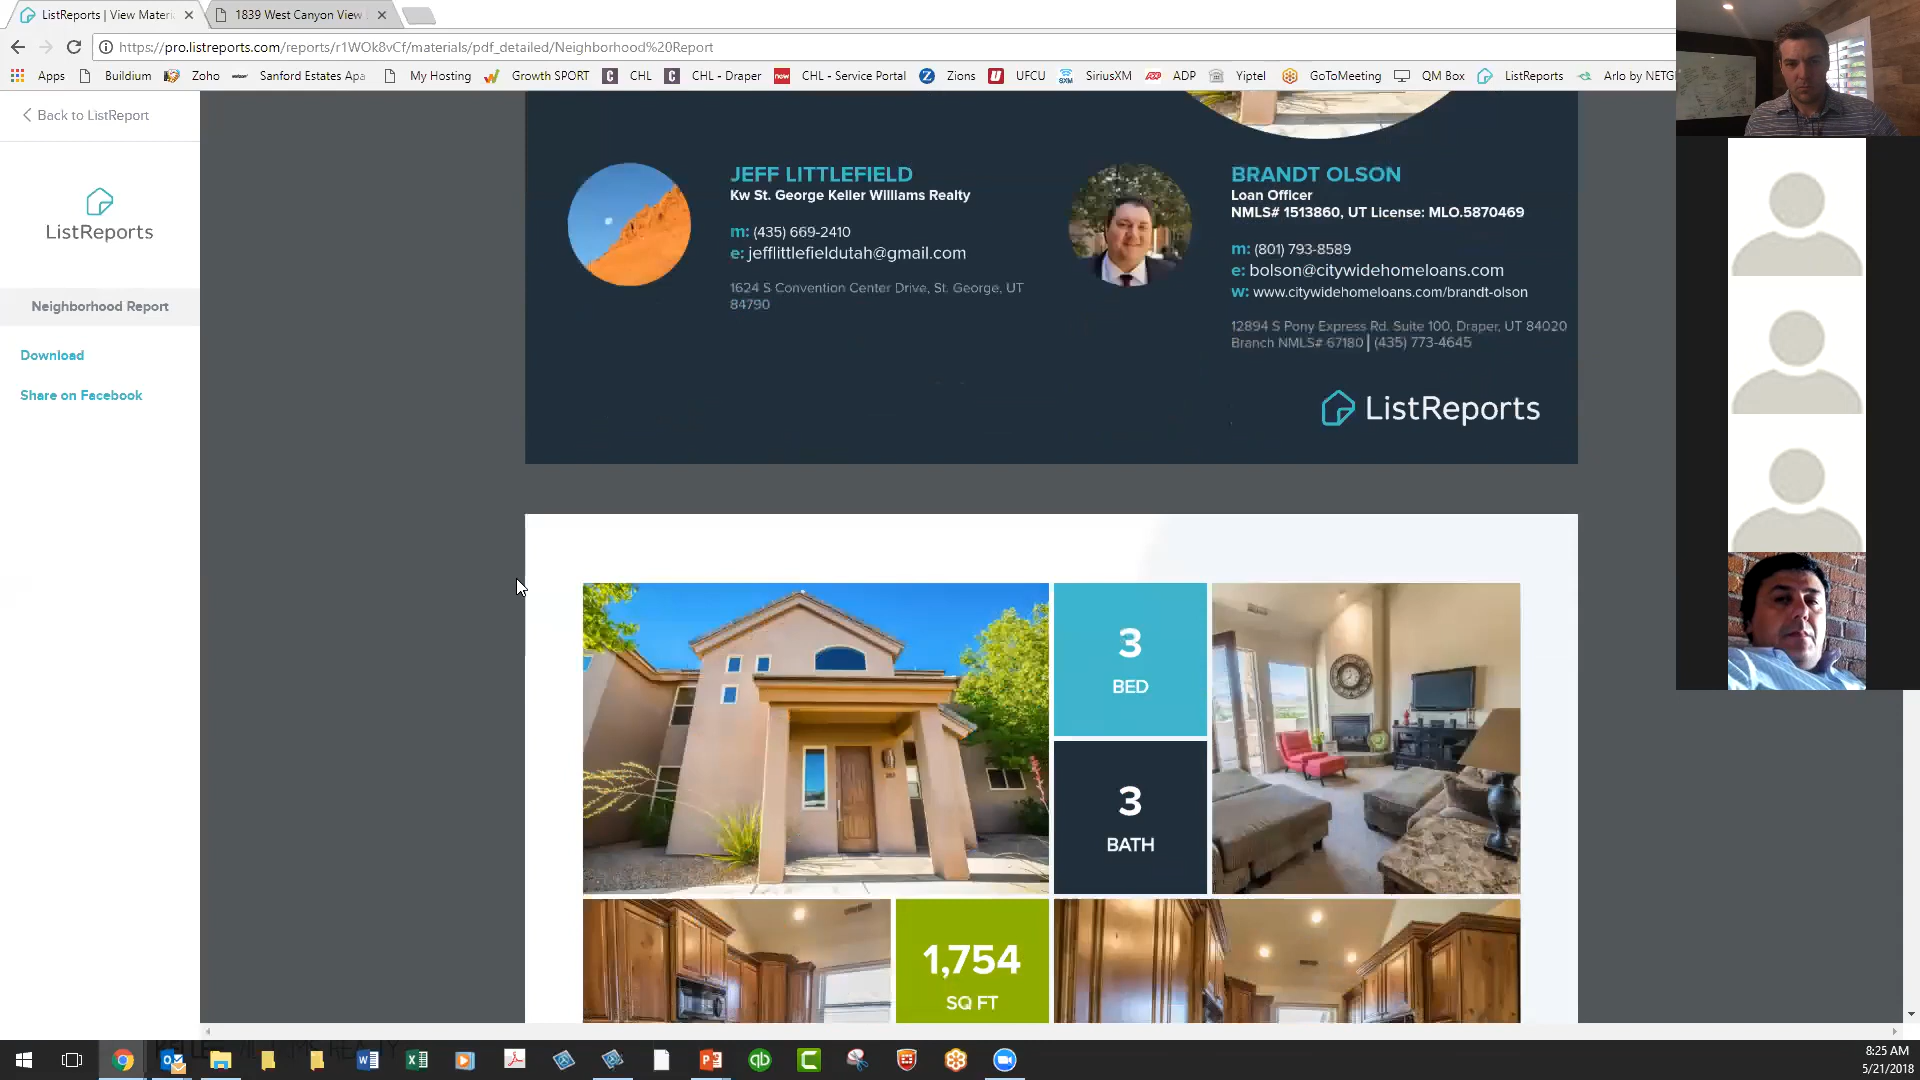 ListReports | View Materi
1839 West Canyon View
https://pro.listreports.com/reports/r1WOk8vCf/materials/pdf_detailed/Neighborhood%20Report
Apps Buildium Zoho Sanford Estates Apa My Hosting Growth SPORT CHL CHL - Draper CHL - Service Portal Zions UFCU SiriusXM ADP Yiptel GoToMeeting QM Box ListReports Arlo by NETG
Back to ListReport
ListReports
Neighborhood Report
Download
Share on Facebook
JEFF LITTLEFIELD
Kw St. George Keller Williams Realty
m: (435) 669-2410
e: jefflittlefieldutah@gmail.com
1624 S Convention Center Drive, St. George, UT
84790
BRANDT OLSON
Loan Officer
NMLS# 1513860, UT License: MLO.5870469
m: (801) 793-8589
e: bolson@citywidehomeloans.com
w: www.citywidehomeloans.com/brandt-olson
12894 S Pony Express Rd. Suite 100, Draper, UT 84020
Branch NMLS# 67180 | (435) 773-4645
ListReports
3
BED
3
BATH
1,754
SQ FT
8:25 AM
5/21/2018